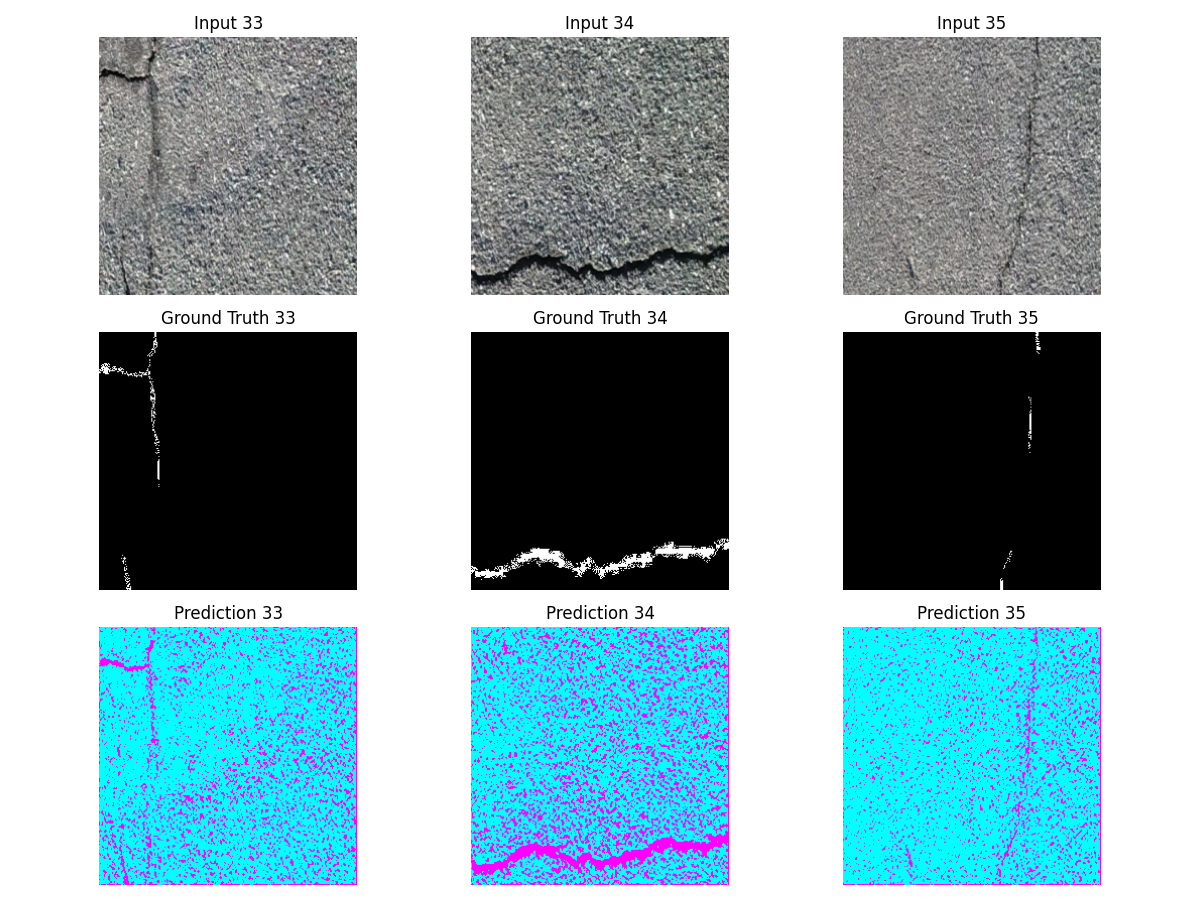 Input 33
Input 34
Input 35
Ground Truth 33
Ground Truth 34
Ground Truth 35
Prediction 33
Prediction 34
Prediction 35